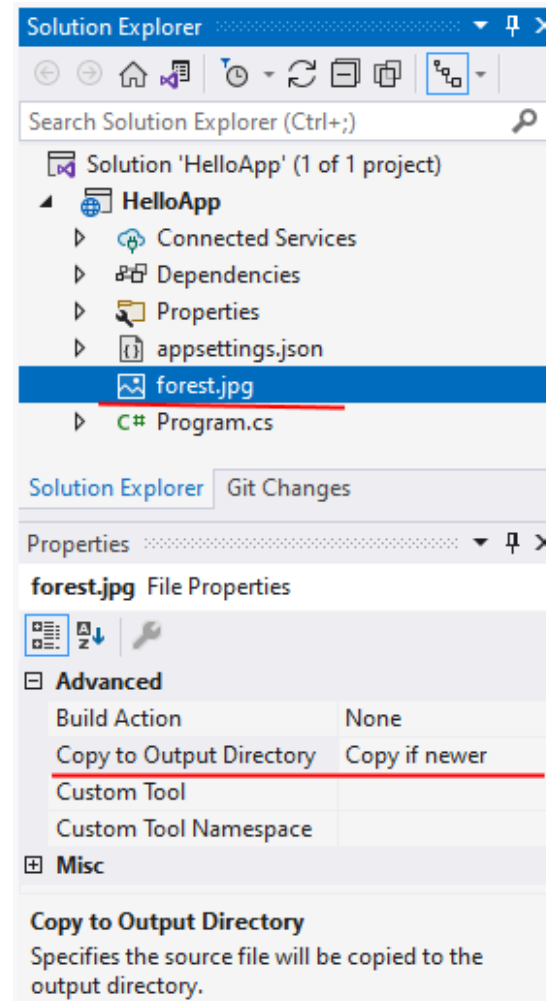 Solution Explorer
Search Solution Explorer (Ctrl+;)
Solution 'HelloApp' (1 of 1 project)
HelloApp
Connected Services
Dependencies
Properties
appsettings.json
forest.jpg
C# Program.cs
Solution Explorer Git Changes
Properties
forest.jpg File Properties
Advanced
Build Action None
Copy to Output Directory Copy if newer
Custom Tool
Custom Tool Namespace
Misc
Copy to Output Directory
Specifies the source file will be copied to the
output directory.